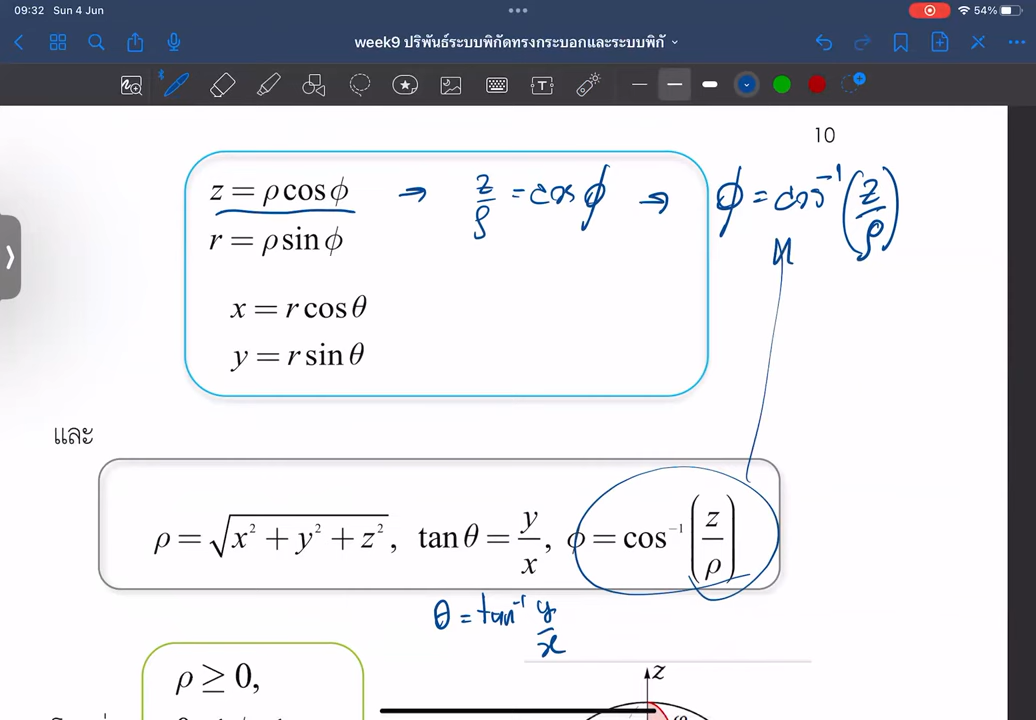 09:32 Sun 4 Jun
54%
week9 ปริพันธ์ระบบพิกัดทรงกระบอกและระบบพิกั
10
z = ρ cos ϕ → z/ρ = cos ϕ → ϕ = cos⁻¹(z/ρ)
r = ρ sin ϕ
x = r cos θ
y = r sin θ
และ
ρ = √(x² + y² + z²), tan θ = y/x, ϕ = cos⁻¹(z/ρ)
θ = tan⁻¹ y/x
ρ ≥ 0,
z